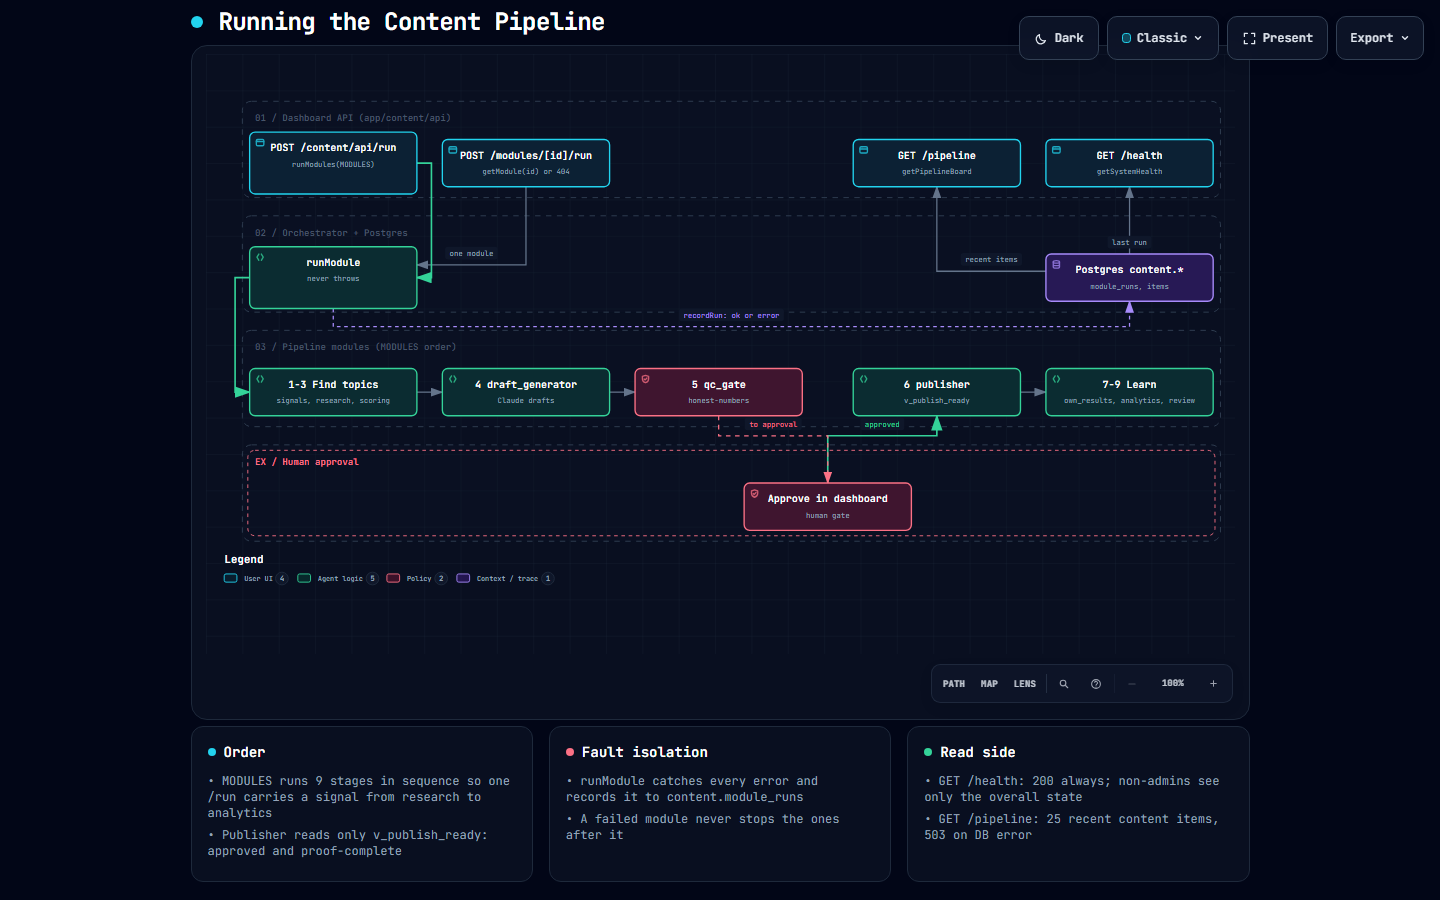 Running the Content Pipeline
Dark
Classic
Present
Export
01 / Dashboard API (app/content/api)
POST /content/api/run
runModules(MODULES)
POST /modules/[id]/run
getModule(id) or 404
GET /pipeline
getPipelineBoard
GET /health
getSystemHealth
02 / Orchestrator + Postgres
runModule
never throws
one module
recent items
last run
Postgres content.*
module_runs, items
recordRun: ok or error
03 / Pipeline modules (MODULES order)
1-3 Find topics
signals, research, scoring
4 draft_generator
Claude drafts
5 qc_gate
honest-numbers
6 publisher
v_publish_ready
7-9 Learn
own_results, analytics, review
to approval
approved
EX / Human approval
Approve in dashboard
human gate
Legend
User UI 4
Agent logic 5
Policy 2
Context / trace 1
PATH MAP LENS
100%
Order
• MODULES runs 9 stages in sequence so one
/run carries a signal from research to
analytics
• Publisher reads only v_publish_ready:
approved and proof-complete
Fault isolation
• runModule catches every error and
records it to content.module_runs
• A failed module never stops the ones
after it
Read side
• GET /health: 200 always; non-admins see
only the overall state
• GET /pipeline: 25 recent content items,
503 on DB error